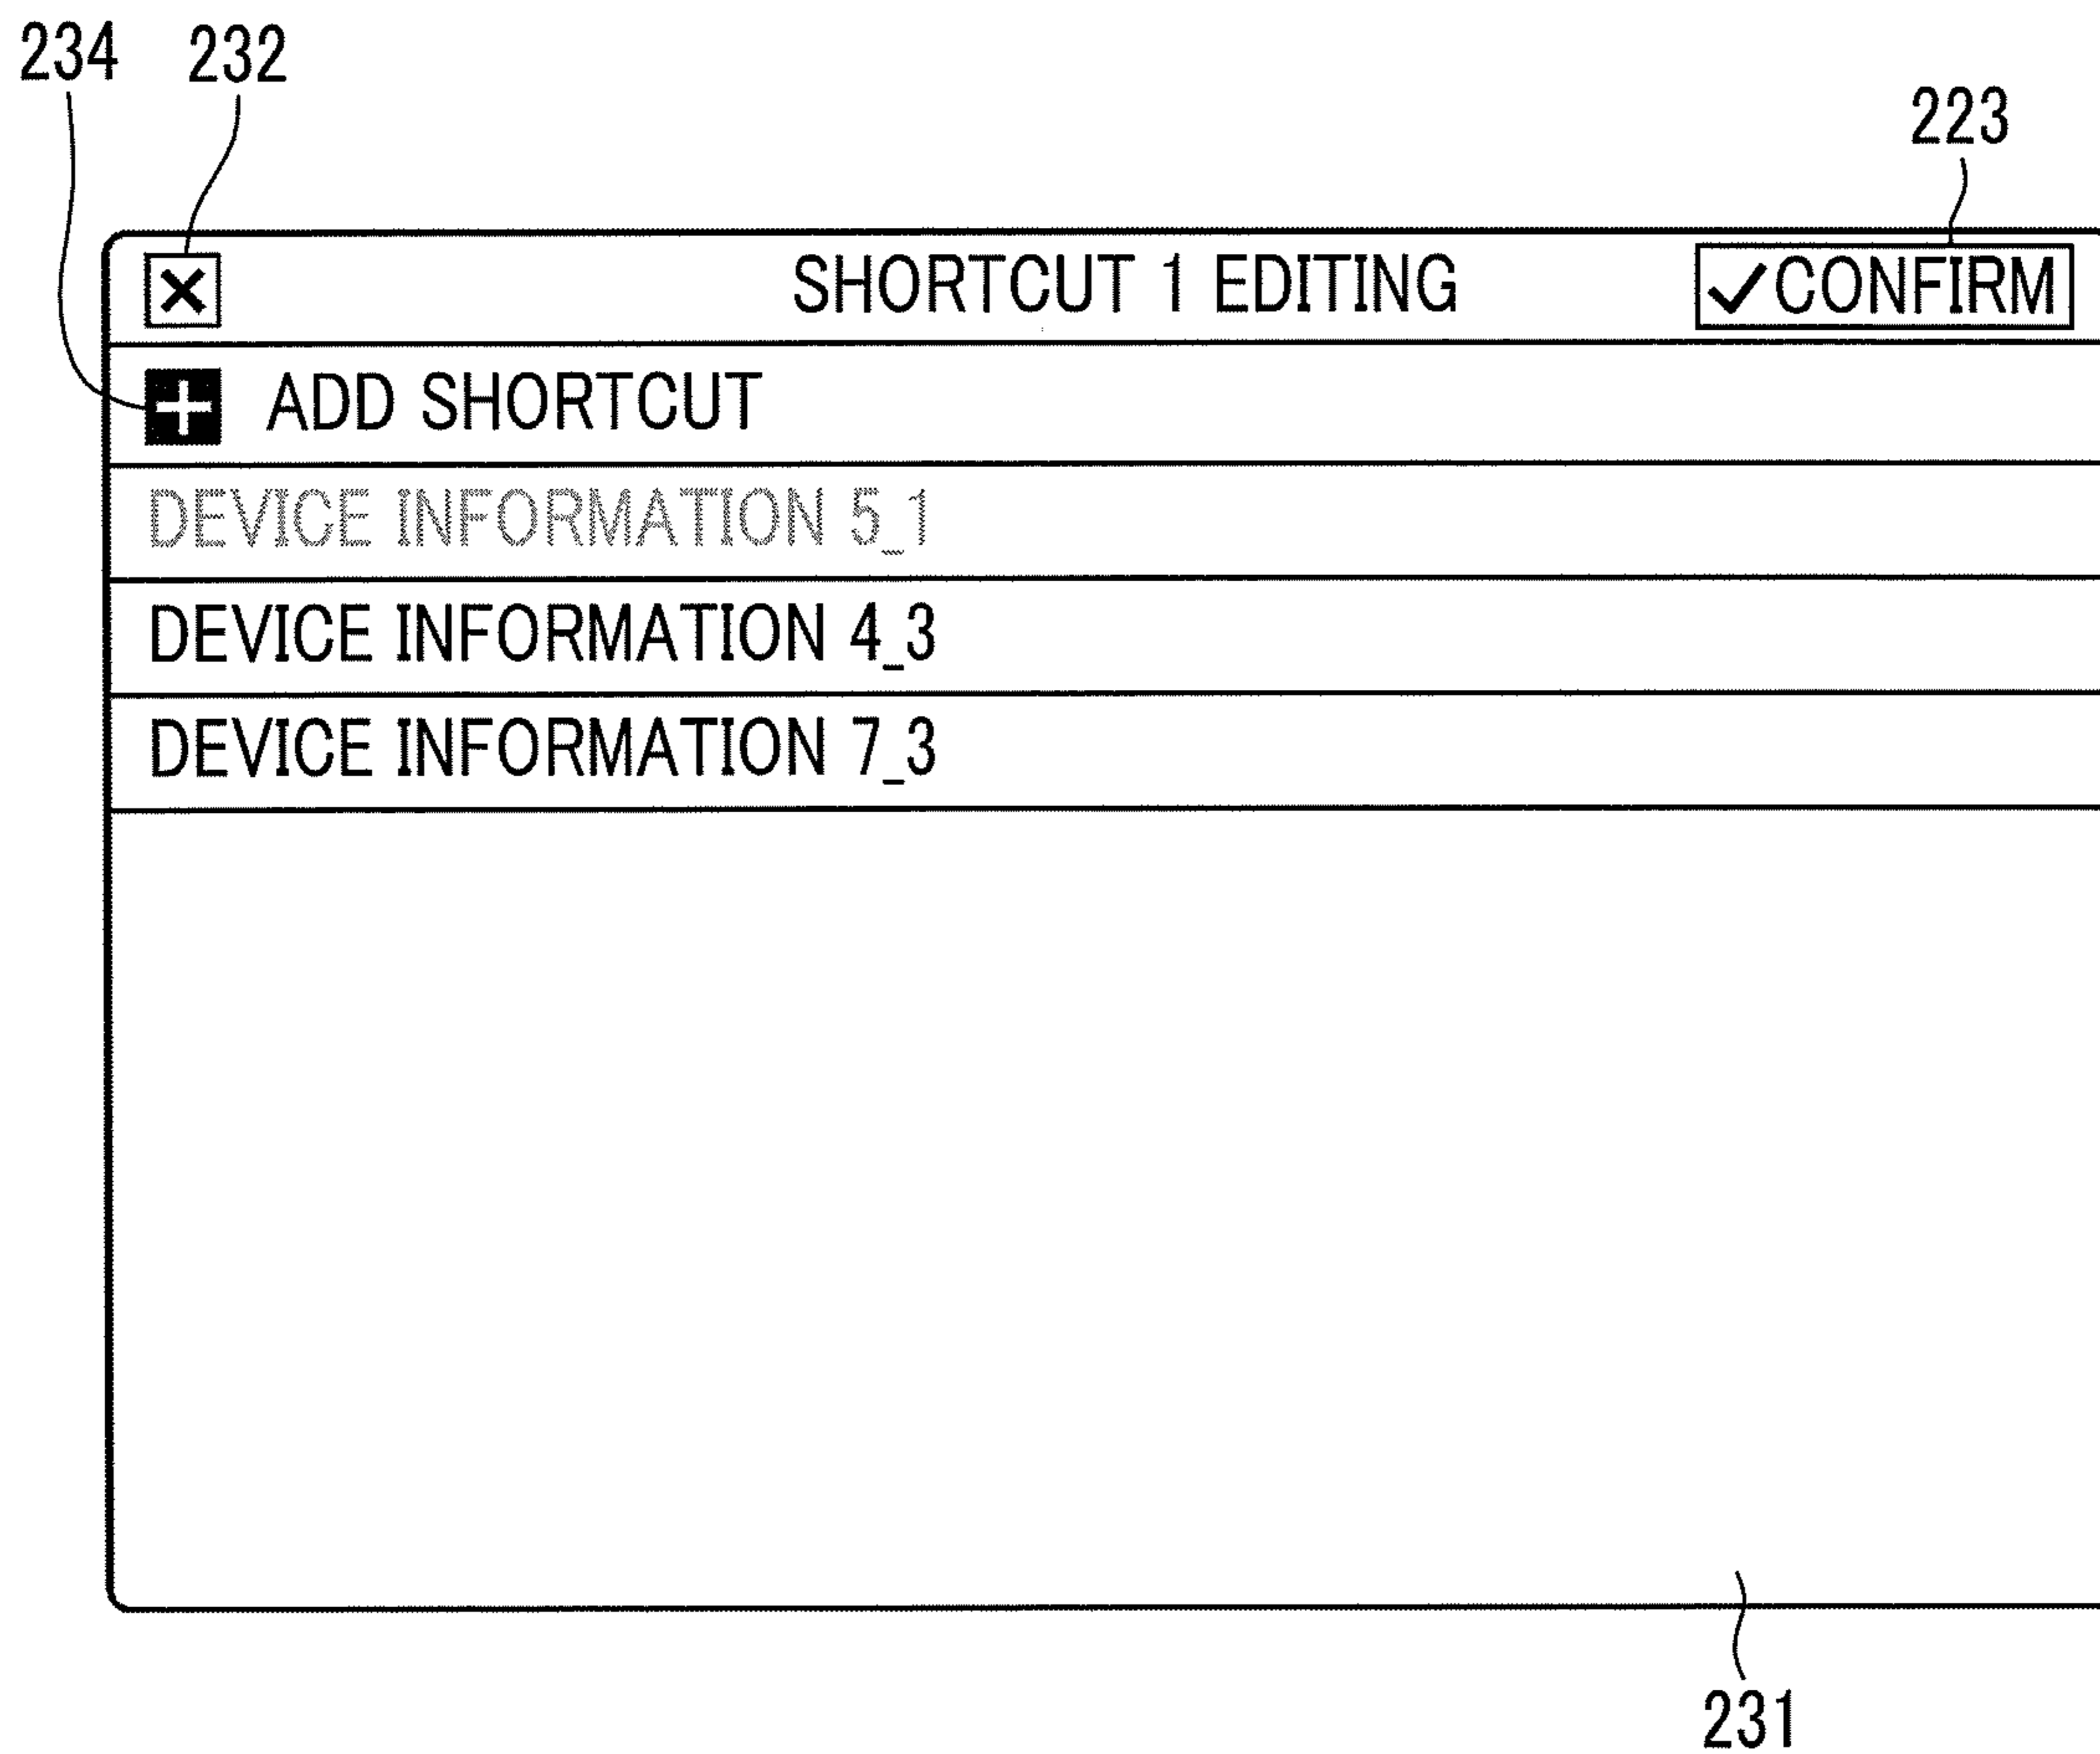 234 232
223
SHORTCUT 1 EDITING ✓CONFIRM
ADD SHORTCUT
DEVICE INFORMATION 5_1
DEVICE INFORMATION 4_3
DEVICE INFORMATION 7_3
231